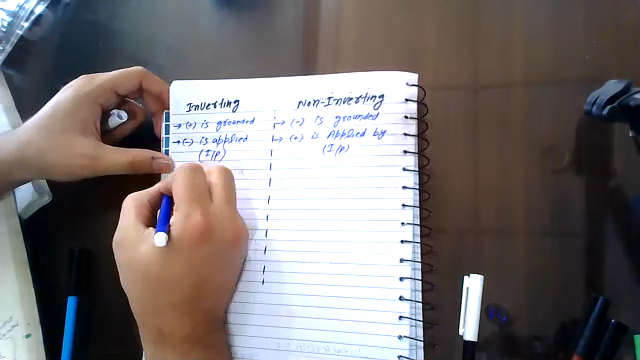 Inverting
→ (+) is grounded
→ (-) is applied
(I/p)
Non-Inverting
→ (-) is grounded
→ (+) is Applied by
(I/p)